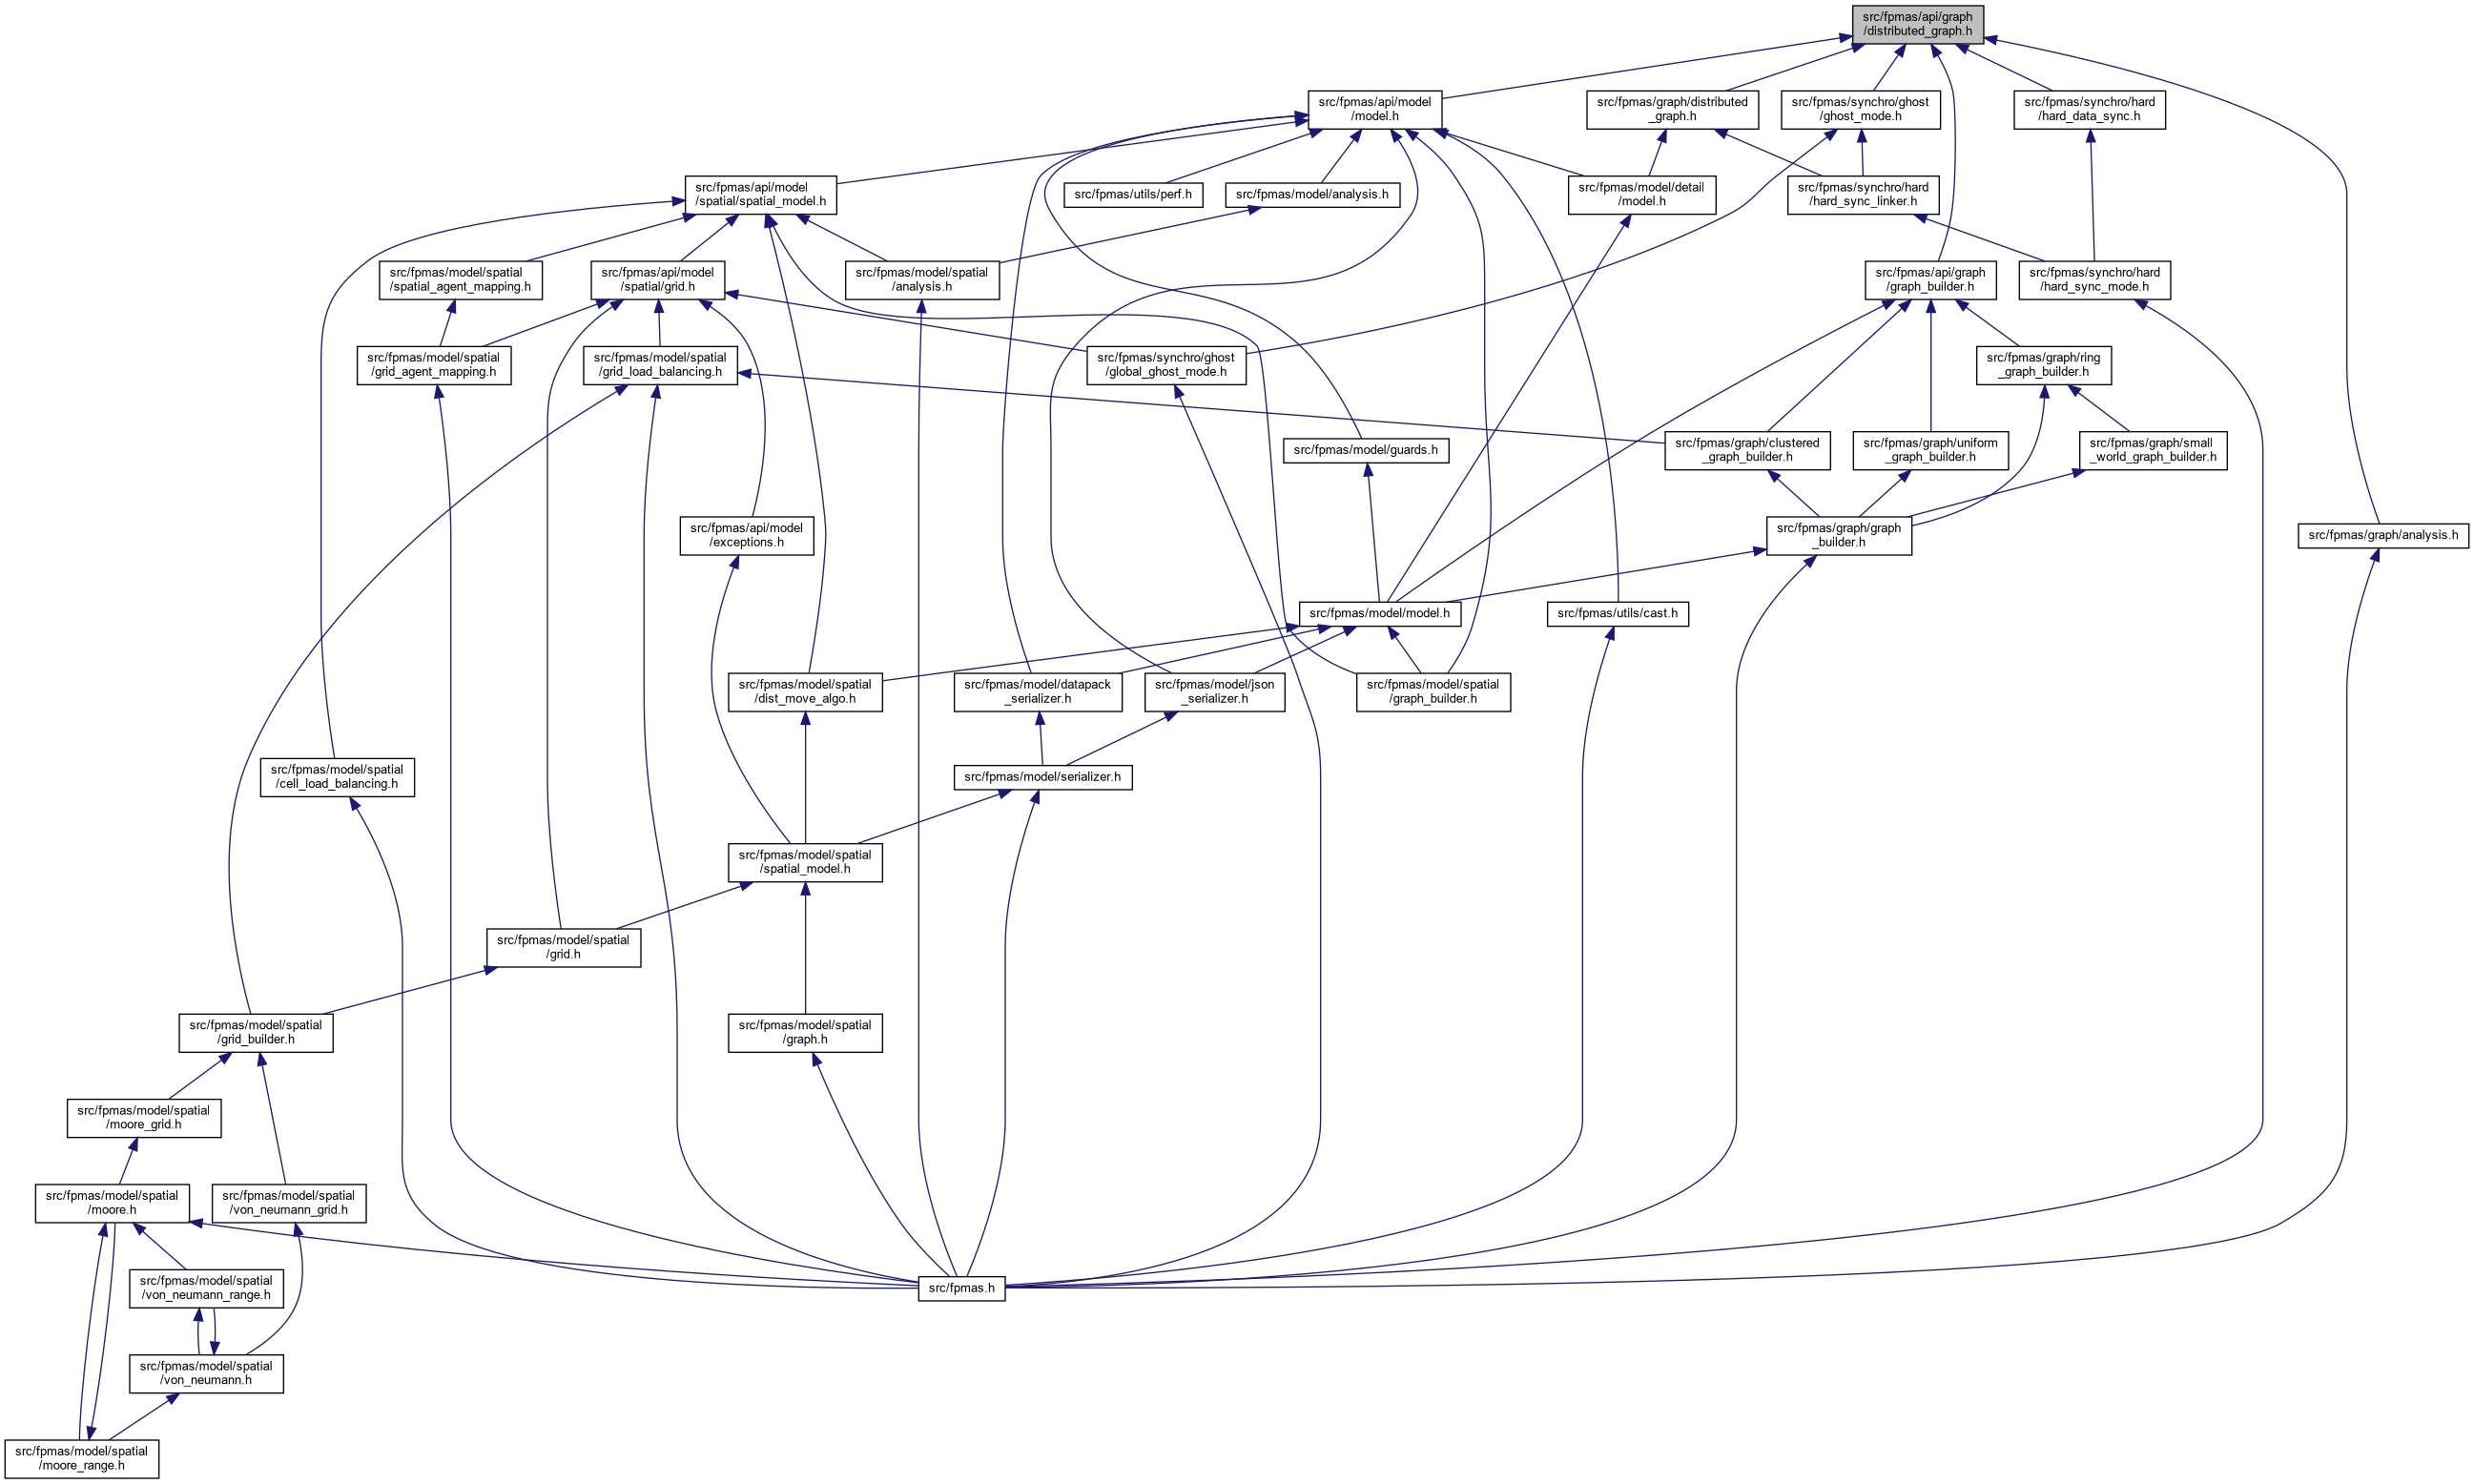 src/fpmas/api/graph
/distributed_graph.h
src/fpmas/api/model
/model.h
src/fpmas/graph/distributed
_graph.h
src/fpmas/synchro/ghost
/ghost_mode.h
src/fpmas/synchro/hard
/hard_data_sync.h
src/fpmas/api/model
/spatial/spatial_model.h
src/fpmas/utils/perf.h
src/fpmas/model/analysis.h
src/fpmas/model/detail
/model.h
src/fpmas/synchro/hard
/hard_sync_linker.h
src/fpmas/model/spatial
/spatial_agent_mapping.h
src/fpmas/api/model
/spatial/grid.h
src/fpmas/model/spatial
/analysis.h
src/fpmas/api/graph
/graph_builder.h
src/fpmas/synchro/hard
/hard_sync_mode.h
src/fpmas/model/spatial
/grid_agent_mapping.h
src/fpmas/model/spatial
/grid_load_balancing.h
src/fpmas/synchro/ghost
/global_ghost_mode.h
src/fpmas/graph/ring
_graph_builder.h
src/fpmas/model/guards.h
src/fpmas/graph/clustered
_graph_builder.h
src/fpmas/graph/uniform
_graph_builder.h
src/fpmas/graph/small
_world_graph_builder.h
src/fpmas/api/model
/exceptions.h
src/fpmas/graph/graph
_builder.h
src/fpmas/graph/analysis.h
src/fpmas/model/model.h
src/fpmas/utils/cast.h
src/fpmas/model/spatial
/dist_move_algo.h
src/fpmas/model/datapack
_serializer.h
src/fpmas/model/json
_serializer.h
src/fpmas/model/spatial
/graph_builder.h
src/fpmas/model/spatial
/cell_load_balancing.h
src/fpmas/model/serializer.h
src/fpmas/model/spatial
/spatial_model.h
src/fpmas/model/spatial
/grid.h
src/fpmas/model/spatial
/grid_builder.h
src/fpmas/model/spatial
/graph.h
src/fpmas/model/spatial
/moore_grid.h
src/fpmas/model/spatial
/moore.h
src/fpmas/model/spatial
/von_neumann_grid.h
src/fpmas/model/spatial
/von_neumann_range.h
src/fpmas.h
src/fpmas/model/spatial
/von_neumann.h
src/fpmas/model/spatial
/moore_range.h